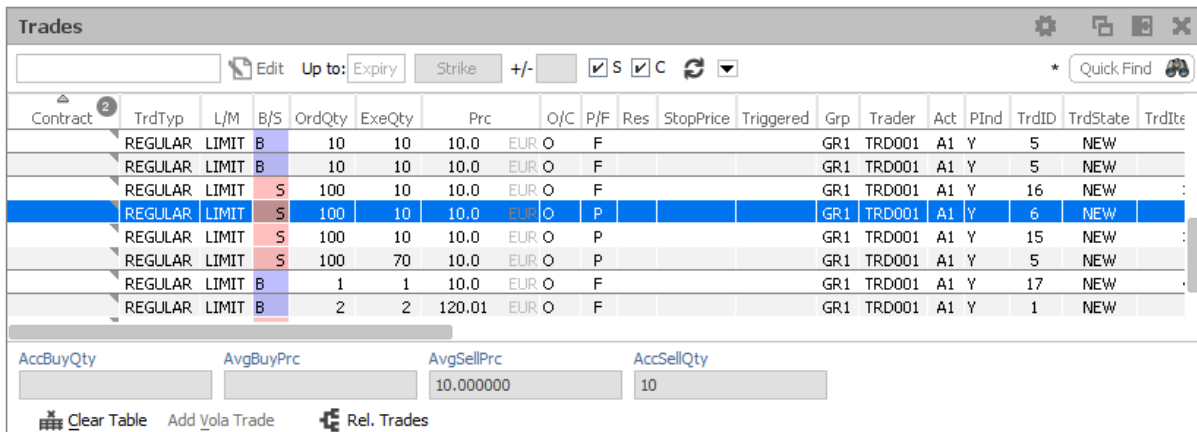 Trades
Edit Up to: Expiry Strike +/- S C * Quick Find
Contract 2 TrdTyp L/M B/S OrdQty ExeQty Prc O/C P/F Res StopPrice Triggered Grp Trader Act PInd TrdID TrdState TrdIte
REGULAR LIMIT B 10 10 10.0 EUR O F GR1 TRD001 A1 Y 5 NEW
REGULAR LIMIT B 10 10 10.0 EUR O F GR1 TRD001 A1 Y 5 NEW
REGULAR LIMIT S 100 10 10.0 EUR O F GR1 TRD001 A1 Y 16 NEW
REGULAR LIMIT S 100 10 10.0 EUR O P GR1 TRD001 A1 Y 6 NEW
REGULAR LIMIT S 100 10 10.0 EUR O P GR1 TRD001 A1 Y 15 NEW
REGULAR LIMIT S 100 70 10.0 EUR O P GR1 TRD001 A1 Y 5 NEW
REGULAR LIMIT B 1 1 10.0 EUR O F GR1 TRD001 A1 Y 17 NEW
REGULAR LIMIT B 2 2 120.01 EUR O F GR1 TRD001 A1 Y 1 NEW
AccBuyQty AvgBuyPrc AvgSellPrc AccSellQty
10.000000 10
Clear Table Add Vola Trade Rel. Trades